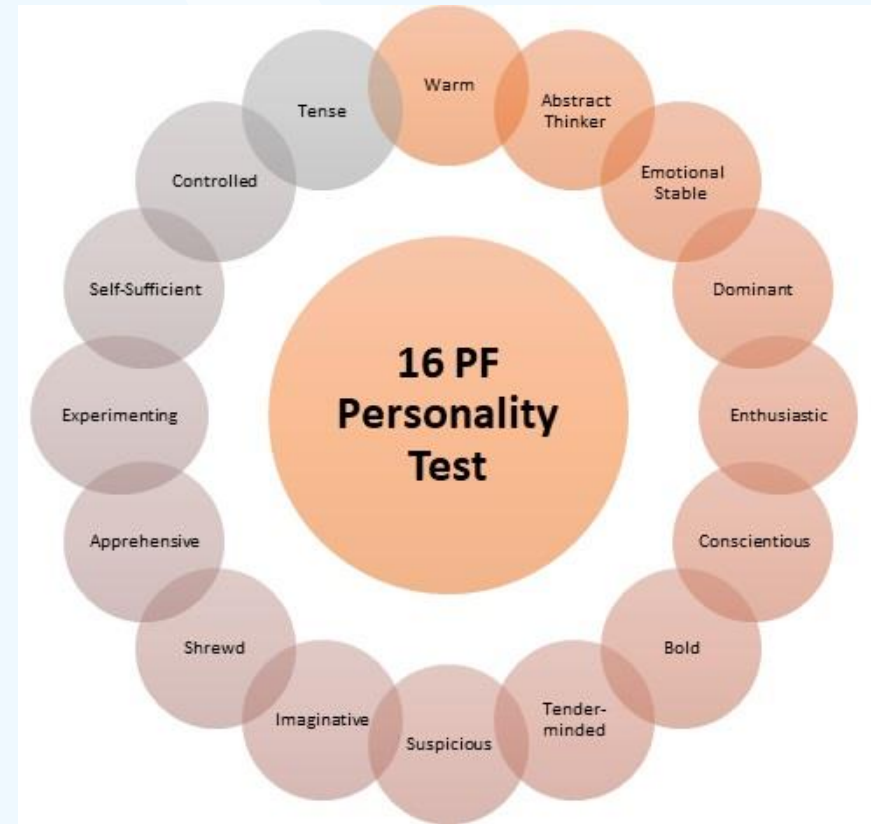 16 PF
Personality
Test
Warm
Abstract
Thinker
Emotional
Stable
Dominant
Enthusiastic
Conscientious
Bold
Tender-
minded
Suspicious
Imaginative
Shrewd
Apprehensive
Experimenting
Self-Sufficient
Controlled
Tense